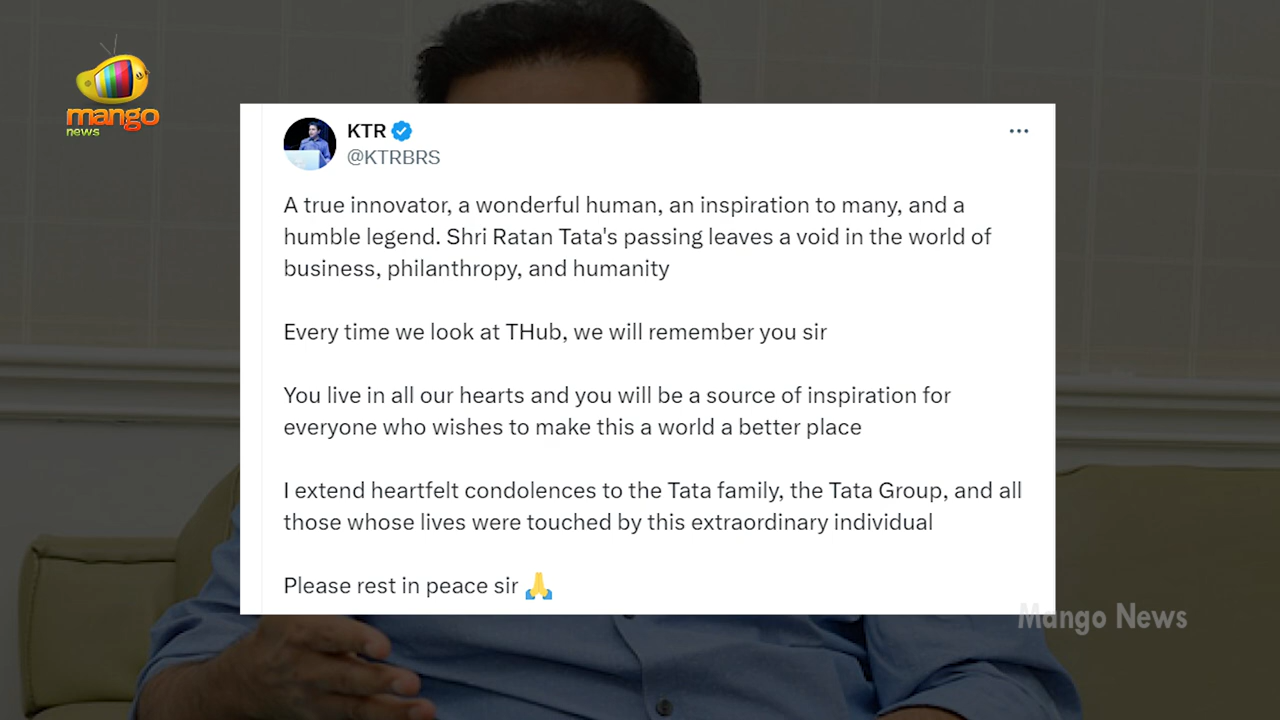 mango
news
KTR
@KTRBRS
A true innovator, a wonderful human, an inspiration to many, and a
humble legend. Shri Ratan Tata's passing leaves a void in the world of
business, philanthropy, and humanity
Every time we look at THub, we will remember you sir
You live in all our hearts and you will be a source of inspiration for
everyone who wishes to make this a world a better place
I extend heartfelt condolences to the Tata family, the Tata Group, and all
those whose lives were touched by this extraordinary individual
Please rest in peace sir 🙏
Mango News